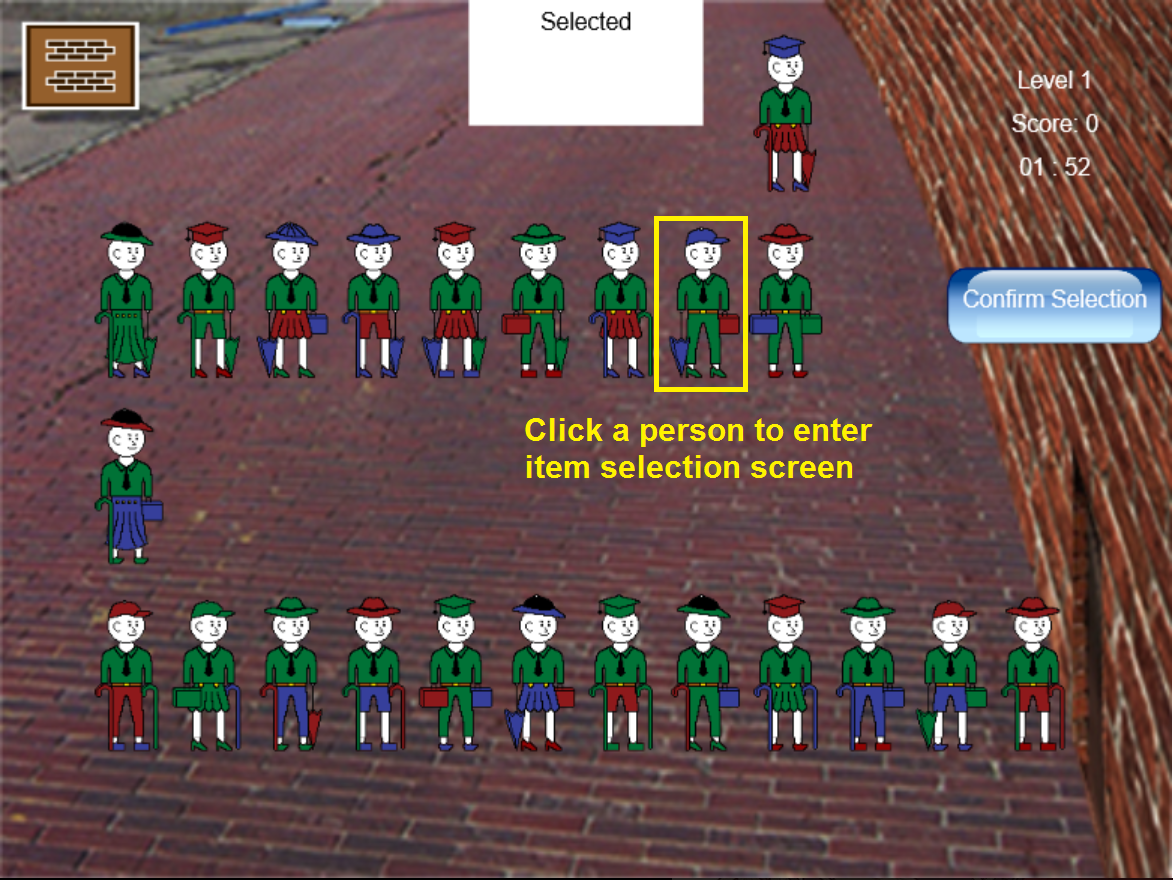 Selected
Level 1
Score: 0
01 : 52
Confirm Selection
Click a person to enter
item selection screen